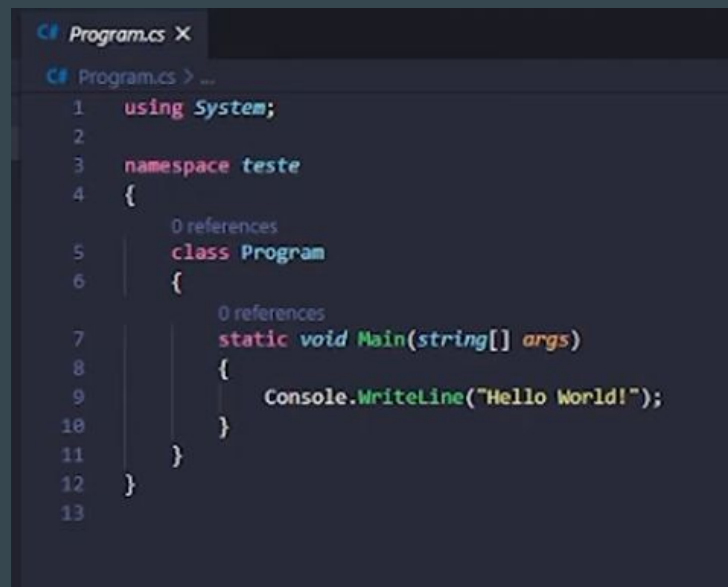 C# Program.cs X
C# Program.cs > ...
1 using System;
2
3 namespace teste
4 {
0 references
5 class Program
6 {
0 references
7 static void Main(string[] args)
8 {
9 Console.WriteLine("Hello World!");
10 }
11 }
12 }
13